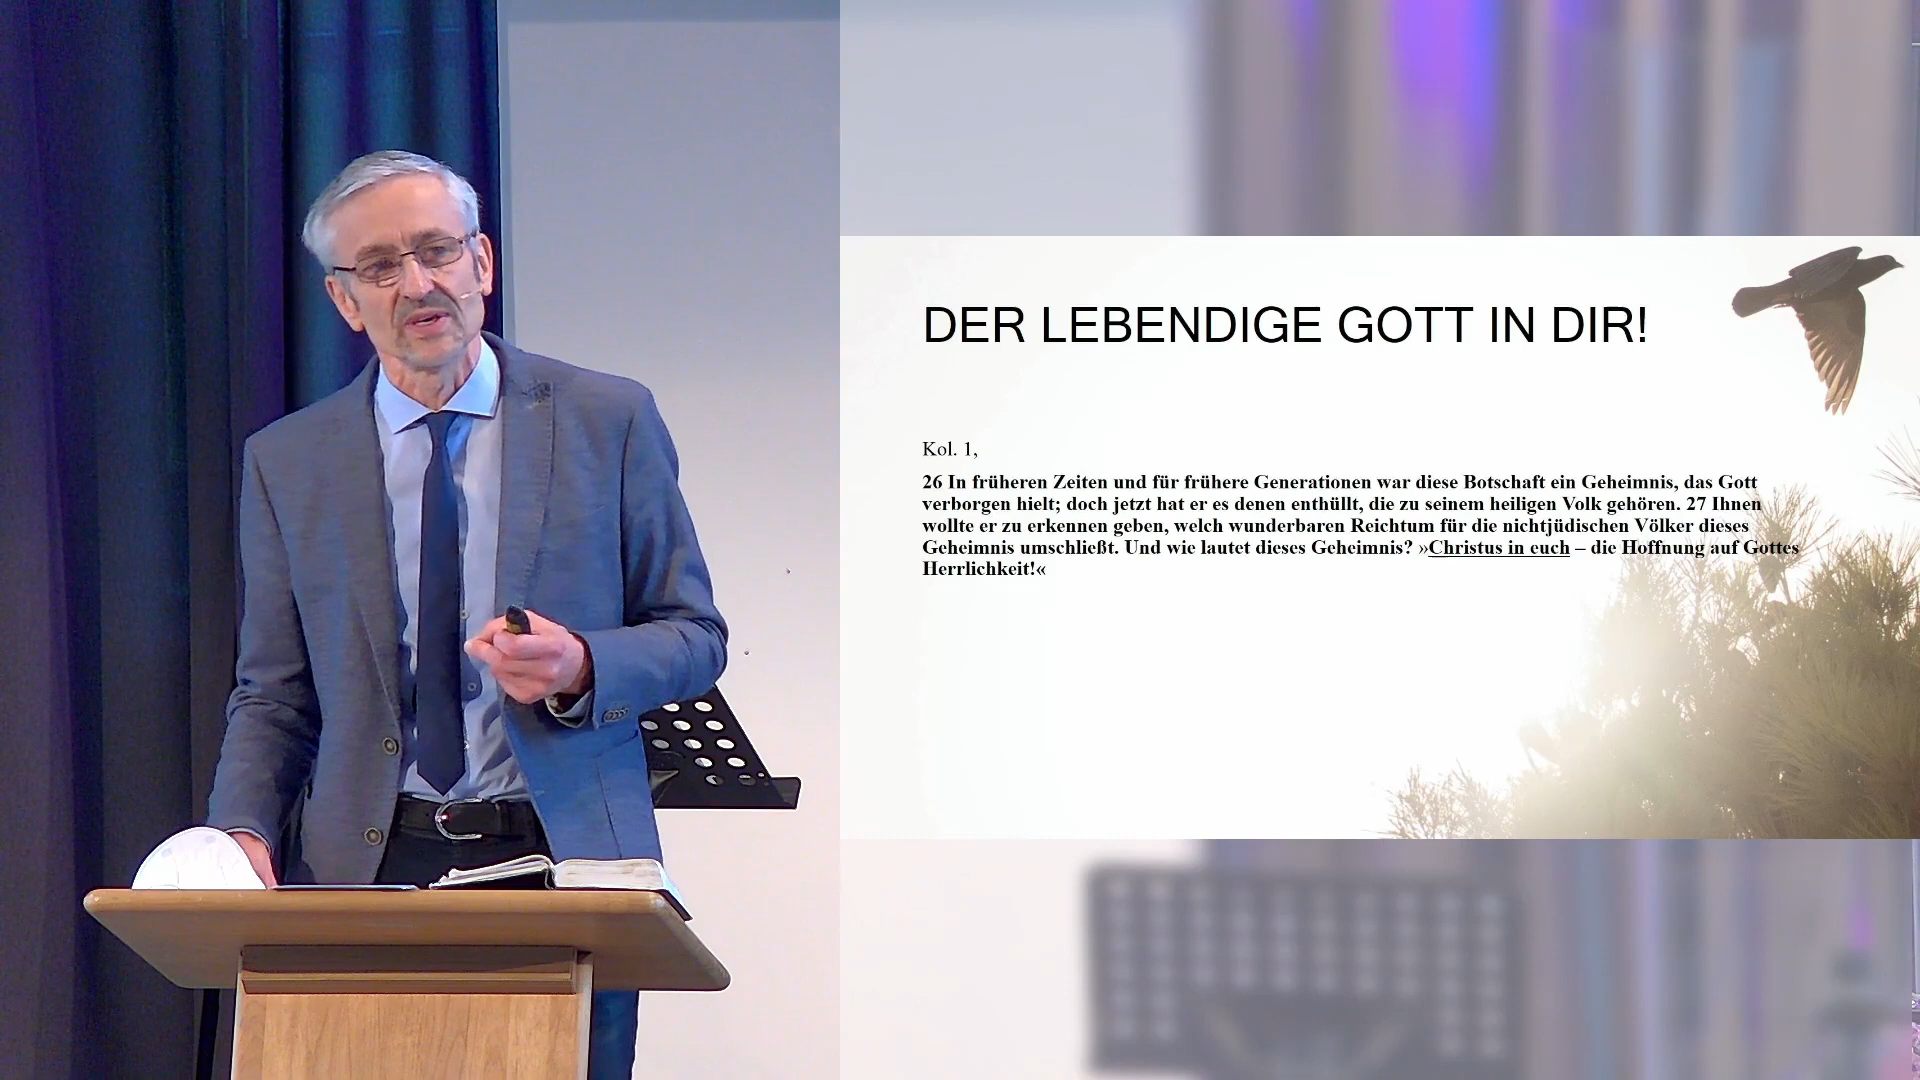 DER LEBENDIGE GOTT IN DIR!
Kol. 1,
26 In früheren Zeiten und für frühere Generationen war diese Botschaft ein Geheimnis, das Gott
verborgen hielt; doch jetzt hat er es denen enthüllt, die zu seinem heiligen Volk gehören. 27 Ihnen
wollte er zu erkennen geben, welch wunderbaren Reichtum für die nichtjüdischen Völker dieses
Geheimnis umschließt. Und wie lautet dieses Geheimnis? »Christus in euch – die Hoffnung auf Gottes
Herrlichkeit!«